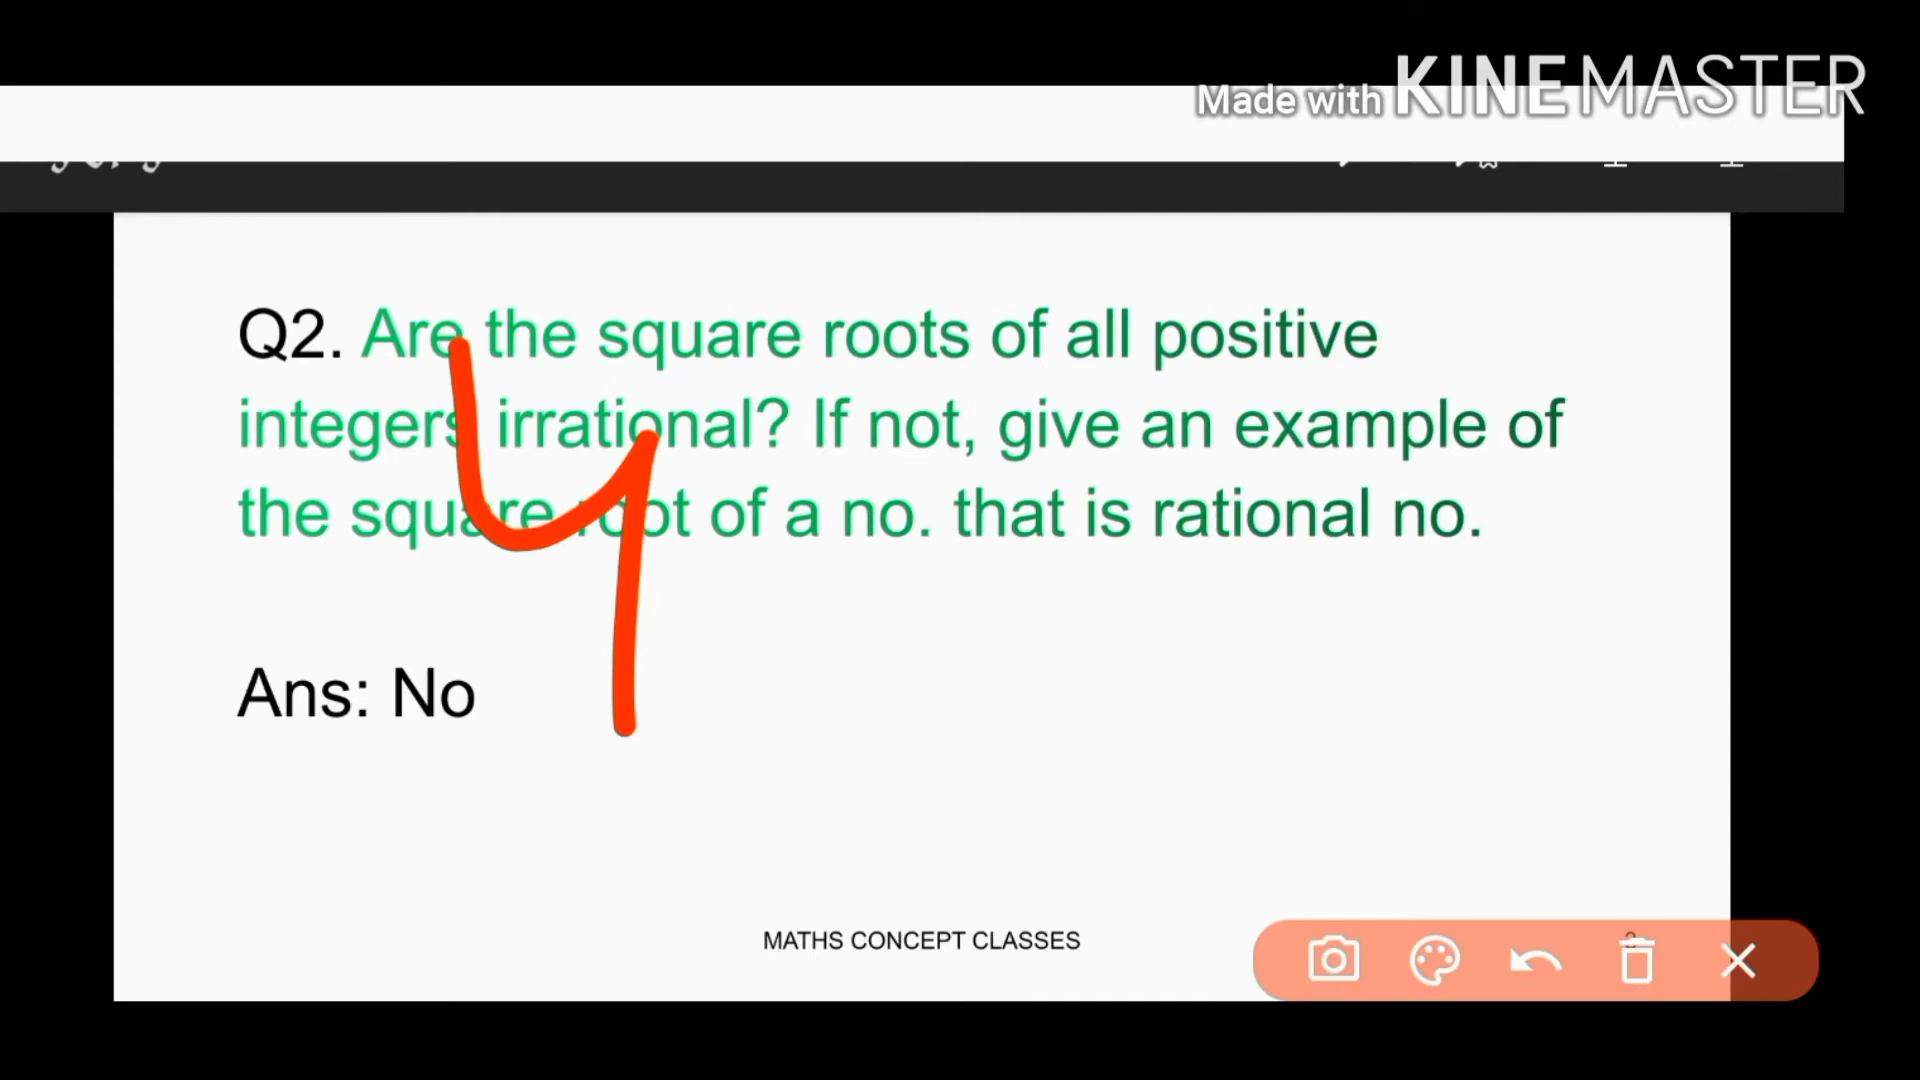 Made with KINEMASTER
Q2. Are the square roots of all positive
integers irrational? If not, give an example of
the square root of a no. that is rational no.
4
Ans: No
MATHS CONCEPT CLASSES